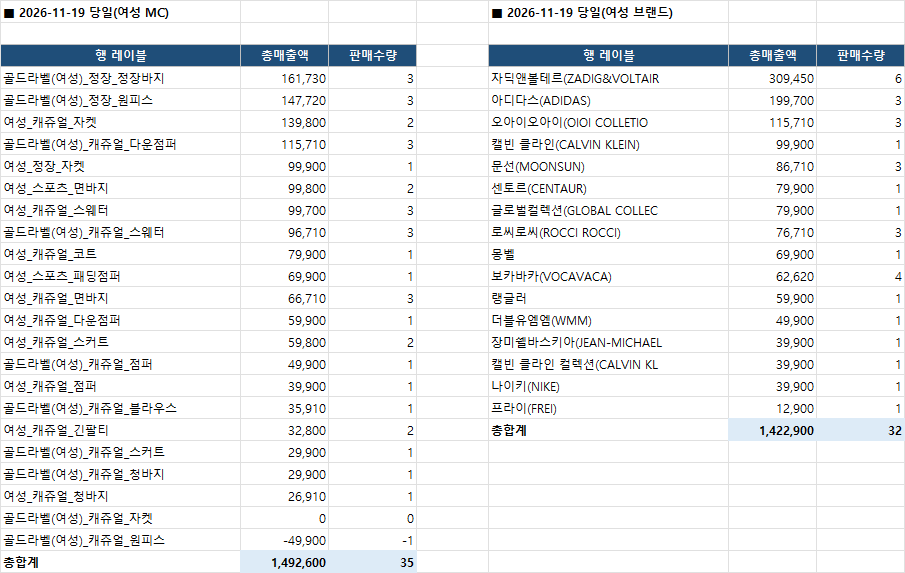 ■ 2026-11-19 당일(여성 MC)
행 레이블 총매출액 판매수량
골드라벨(여성)_정장_정장바지 161,730 3
골드라벨(여성)_정장_원피스 147,720 3
여성_캐쥬얼_자켓 139,800 2
골드라벨(여성)_캐쥬얼_다운점퍼 115,710 3
여성_정장_자켓 99,900 1
여성_스포츠_면바지 99,800 2
여성_캐쥬얼_스웨터 99,700 3
골드라벨(여성)_캐쥬얼_스웨터 96,710 3
여성_캐쥬얼_코트 79,900 1
여성_스포츠_패딩점퍼 69,900 1
여성_캐쥬얼_면바지 66,710 3
여성_캐쥬얼_다운점퍼 59,900 1
여성_캐쥬얼_스커트 59,800 2
골드라벨(여성)_캐쥬얼_점퍼 49,900 1
여성_캐쥬얼_점퍼 39,900 1
골드라벨(여성)_캐쥬얼_블라우스 35,910 1
여성_캐쥬얼_긴팔티 32,800 2
골드라벨(여성)_캐쥬얼_스커트 29,900 1
골드라벨(여성)_캐쥬얼_청바지 29,900 1
여성_캐쥬얼_청바지 26,910 1
골드라벨(여성)_캐쥬얼_자켓 0 0
골드라벨(여성)_캐쥬얼_원피스 -49,900 -1
총합계 1,492,600 35
■ 2026-11-19 당일(여성 브랜드)
행 레이블 총매출액 판매수량
자딕앤볼테르(ZADIG&VOLTAIR 309,450 6
아디다스(ADIDAS) 199,700 3
오아이오아이(OIOI COLLETIO 115,710 3
캘빈 클라인(CALVIN KLEIN) 99,900 1
문선(MOONSUN) 86,710 3
센토르(CENTAUR) 79,900 1
글로벌컬렉션(GLOBAL COLLEC 79,900 1
로씨로씨(ROCCI ROCCI) 76,710 3
몽벨 69,900 1
보카바카(VOCAVACA) 62,620 4
랭글러 59,900 1
더블유엠엠(WMM) 49,900 1
장미쉘바스키아(JEAN-MICHAEL 39,900 1
캘빈 클라인 컬렉션(CALVIN KL 39,900 1
나이키(NIKE) 39,900 1
프라이(FREI) 12,900 1
총합계 1,422,900 32